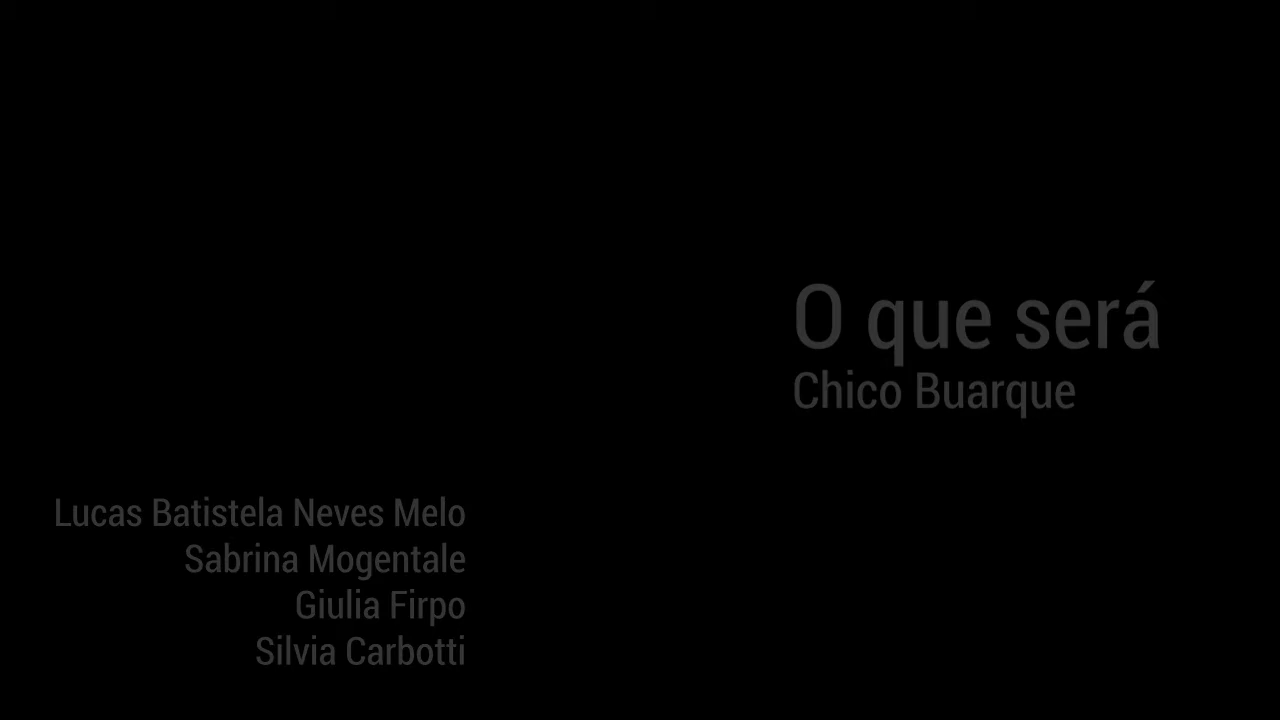 O que será
Chico Buarque
Lucas Batistela Neves Melo
Sabrina Mogentale
Giulia Firpo
Silvia Carbotti